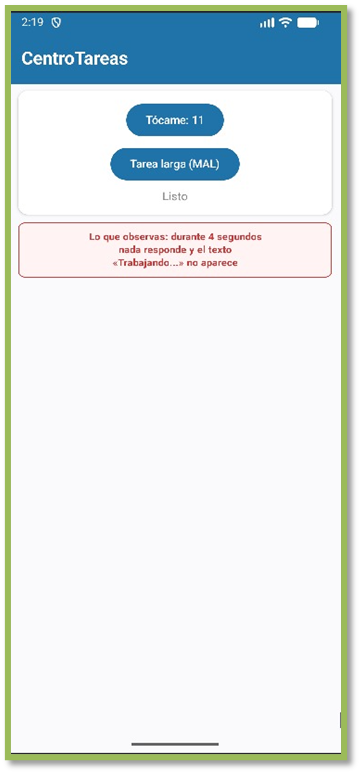 2:19
CentroTareas
Tócame: 11
Tarea larga (MAL)
Listo
Lo que observas: durante 4 segundos
nada responde y el texto
«Trabajando...» no aparece